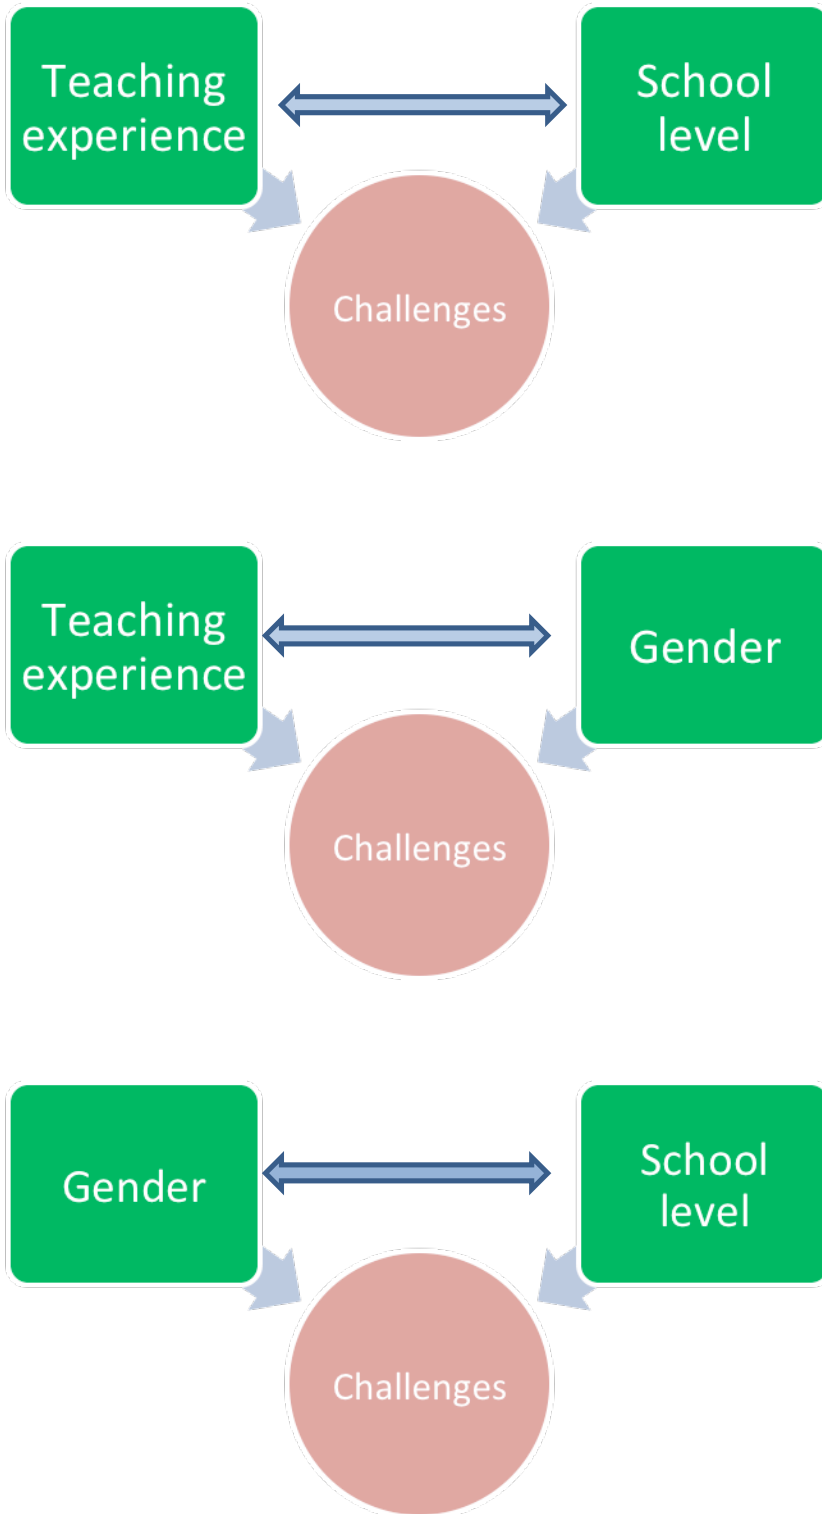 Teaching
experience
School
level
Challenges
Teaching
experience
Gender
Challenges
Gender
School
level
Challenges